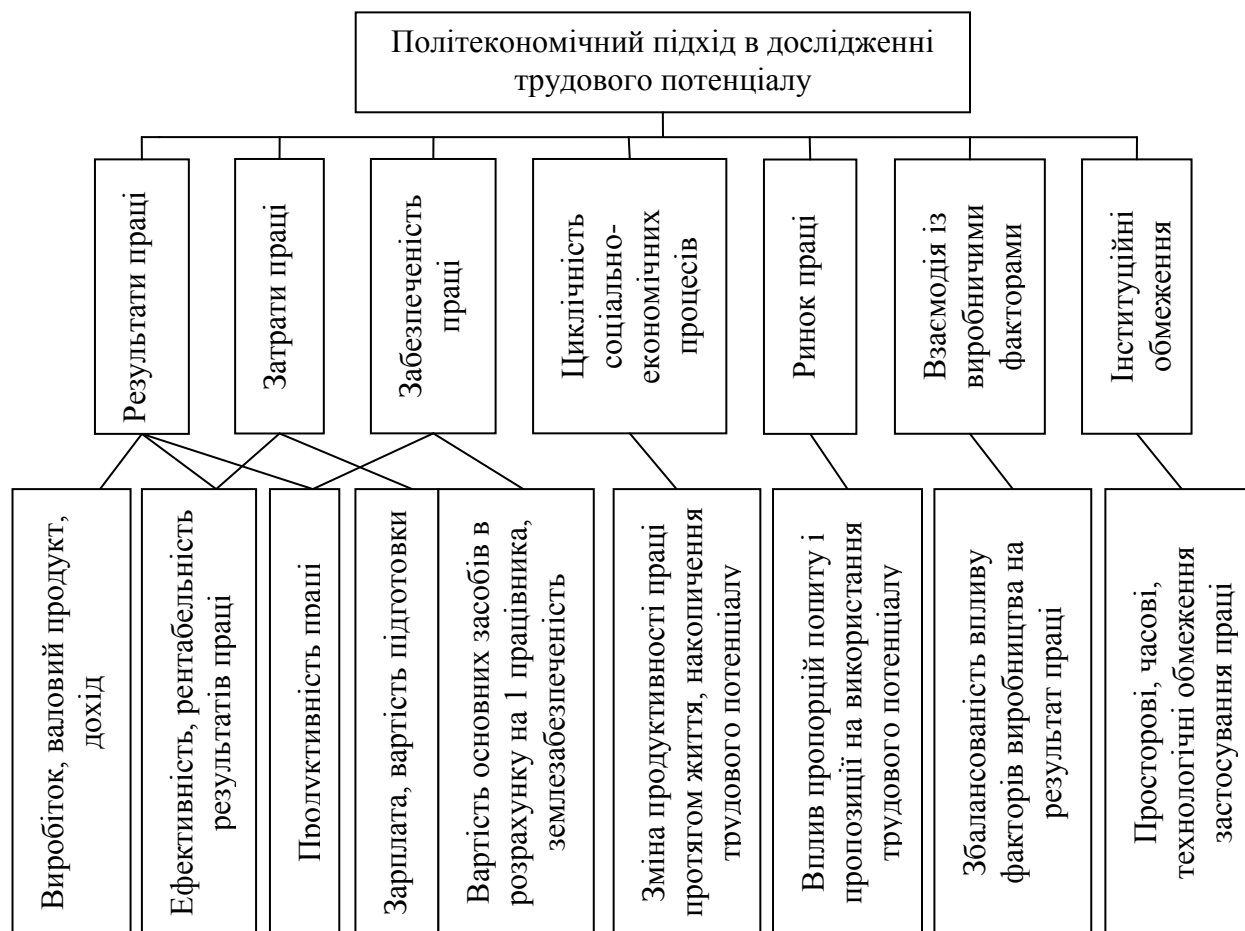 Політекономічний підхід в дослідженні
трудового потенціалу
Результати праці
Затрати праці
Забезпеченість
праці
Циклічність
соціально-
економічних
процесів
Ринок праці
Взаємодія із
виробничими
факторами
Інституційні
обмеження
Виробіток, валовий продукт,
дохід
Ефективність, рентабельність
результатів праці
Продуктивність праці
Зарплата, вартість підготовки
Вартість основних засобів в
розрахунку на 1 працівника,
землезабезпеченість
Зміна продуктивності праці
протягом життя, накопичення
трудового потенціалу
Вплив пропорцій попиту і
пропозиції на використання
трудового потенціалу
Збалансованість впливу
факторів виробництва на
результат праці
Просторові, часові,
технологічні обмеження
застосування праці